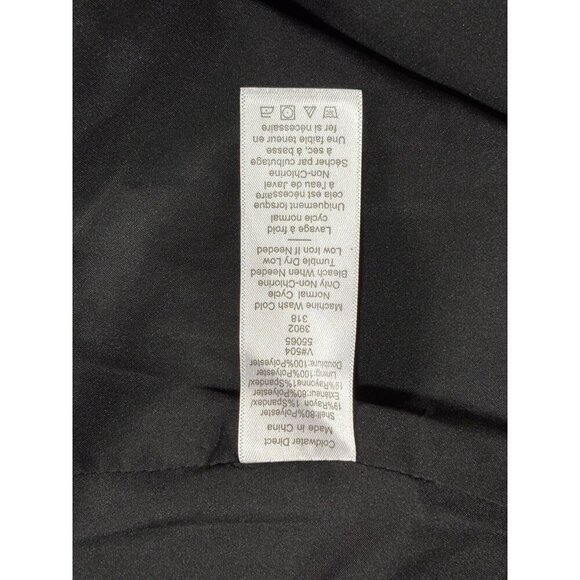 Coldwater Direct
Made in China
Shell:80%Polyester
19%Rayon 1%Spandex/
Exiáneur:80%Polyester
19%Rayonne1%Spandex/
Lining:100%Polyester
Doublure:100%Polyester
V#504
55065
3902
318
Machine Wash Cold
Normal Cycle
Only Non-Chlorine
Bleach When Needed
Tumble Dry Low
Low Iron If Needed
Lavage à froid
cycle normal
Uniquement lorsque
cela est nécessaire
à l'eau de Javel
Non-Chlorine
Sécher par culbutage
à sec, à basse
Une faible teneur en
fer si nécessaire